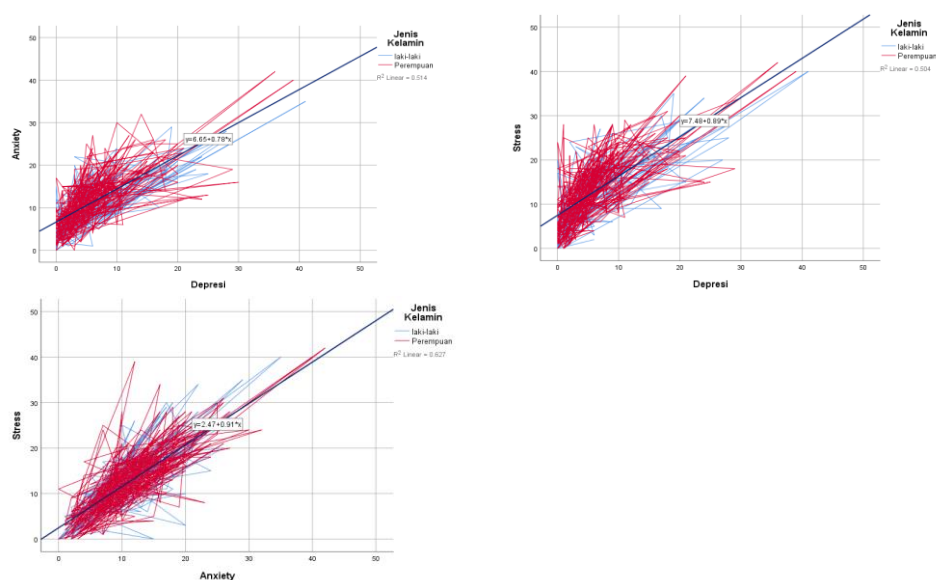 Jenis
Kelamin
laki-laki
Perempuan
R² Linear = 0.514
50
40
30
20
10
0
Anxiety
y=6.65+0.78*x
0 10 20 30 40 50
Depresi
Jenis
Kelamin
laki-laki
Perempuan
R² Linear = 0.504
50
40
30
20
10
0
Stress
y=7.48+0.89*x
0 10 20 30 40 50
Depresi
Jenis
Kelamin
laki-laki
Perempuan
R² Linear = 0.627
50
40
30
20
10
0
Stress
y=2.47+0.91*x
0 10 20 30 40 50
Anxiety